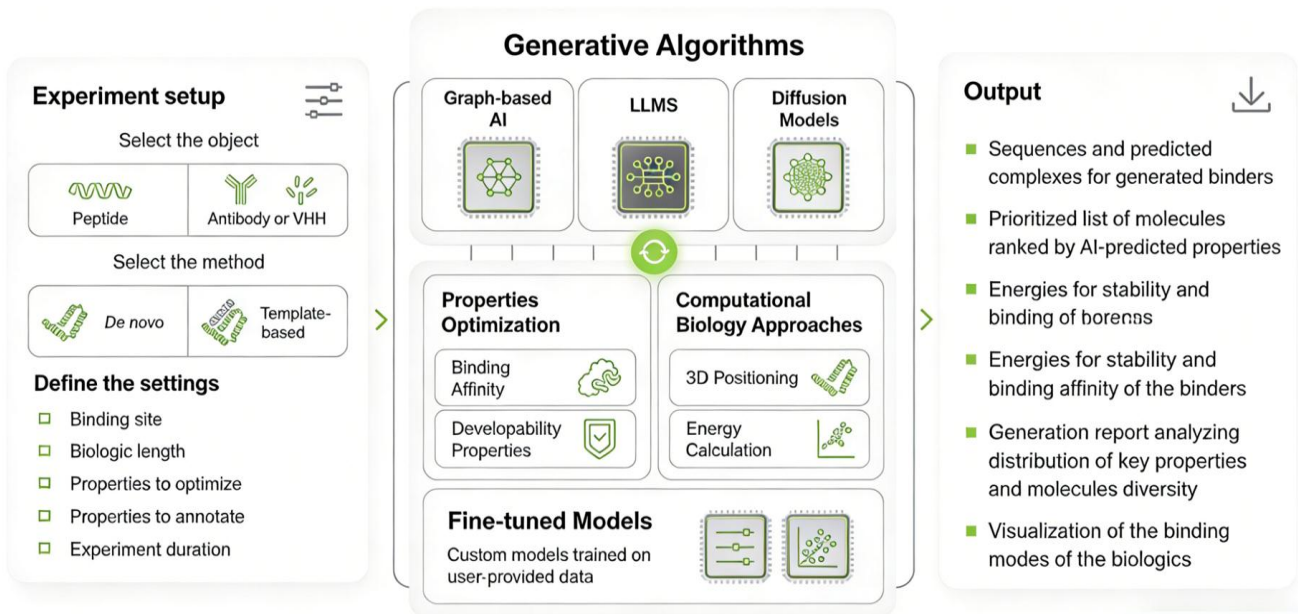 Experiment setup
Select the object
Peptide
Antibody or VHH
Select the method
De novo
Template-
based
Define the settings
Binding site
Biologic length
Properties to optimize
Properties to annotate
Experiment duration
Generative Algorithms
Graph-based
AI
LLMS
Diffusion
Models
Properties
Optimization
Binding
Affinity
Developability
Properties
Computational
Biology Approaches
3D Positioning
Energy
Calculation
Fine-tuned Models
Custom models trained on
user-provided data
Output
Sequences and predicted
complexes for generated binders
Prioritized list of molecules
ranked by AI-predicted properties
Energies for stability and
binding of
Energies for stability and
binding affinity of the binders
Generation report analyzing
distribution of key properties
and molecules diversity
Visualization of the binding
modes of the biologics